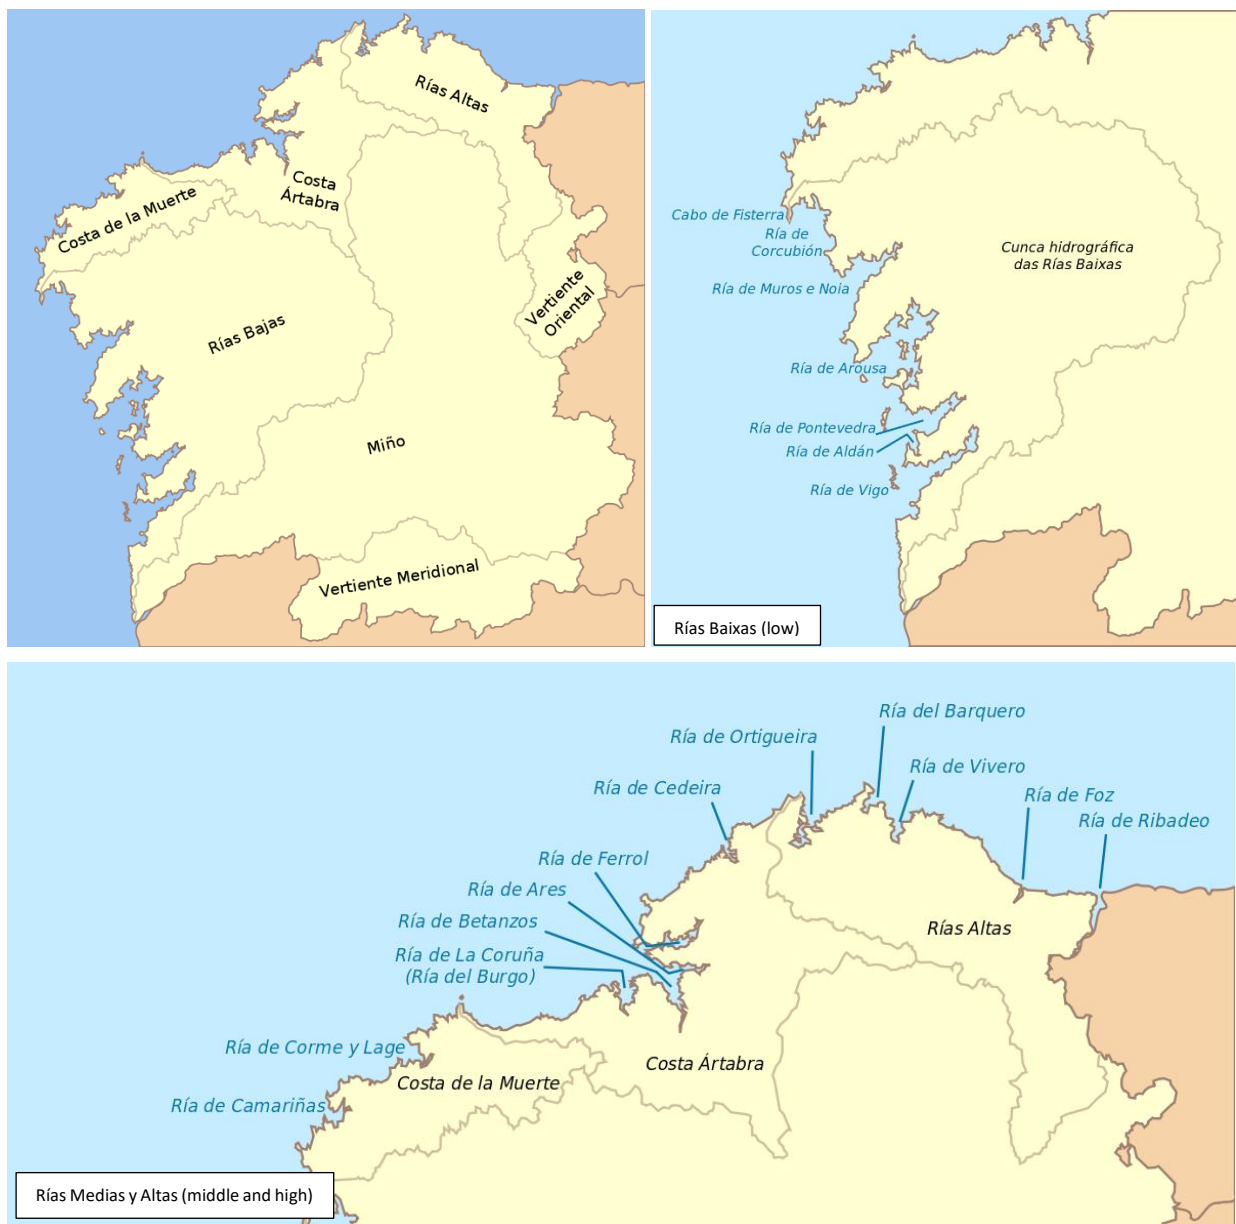 Rías Altas
Costa
Ártabra
Costa de la Muerte
Vertiente
Oriental
Rías Bajas
Miño
Vertiente Meridional
Cabo de Fisterra
Ría de
Corcubión
Cunca hidrográfica
das Rías Baixas
Ría de Muros e Noia
Ría de Arousa
Ría de Pontevedra
Ría de Aldán
Ría de Vigo
Rías Baixas (low)
Ría del Barquero
Ría de Ortigueira
Ría de Vivero
Ría de Cedeira
Ría de Foz
Ría de Ribadeo
Ría de Ferrol
Ría de Ares
Ría de Betanzos
Rías Altas
Ría de La Coruña
(Ría del Burgo)
Ría de Corme y Lage
Costa Ártabra
Costa de la Muerte
Ría de Camariñas
Rías Medias y Altas (middle and high)